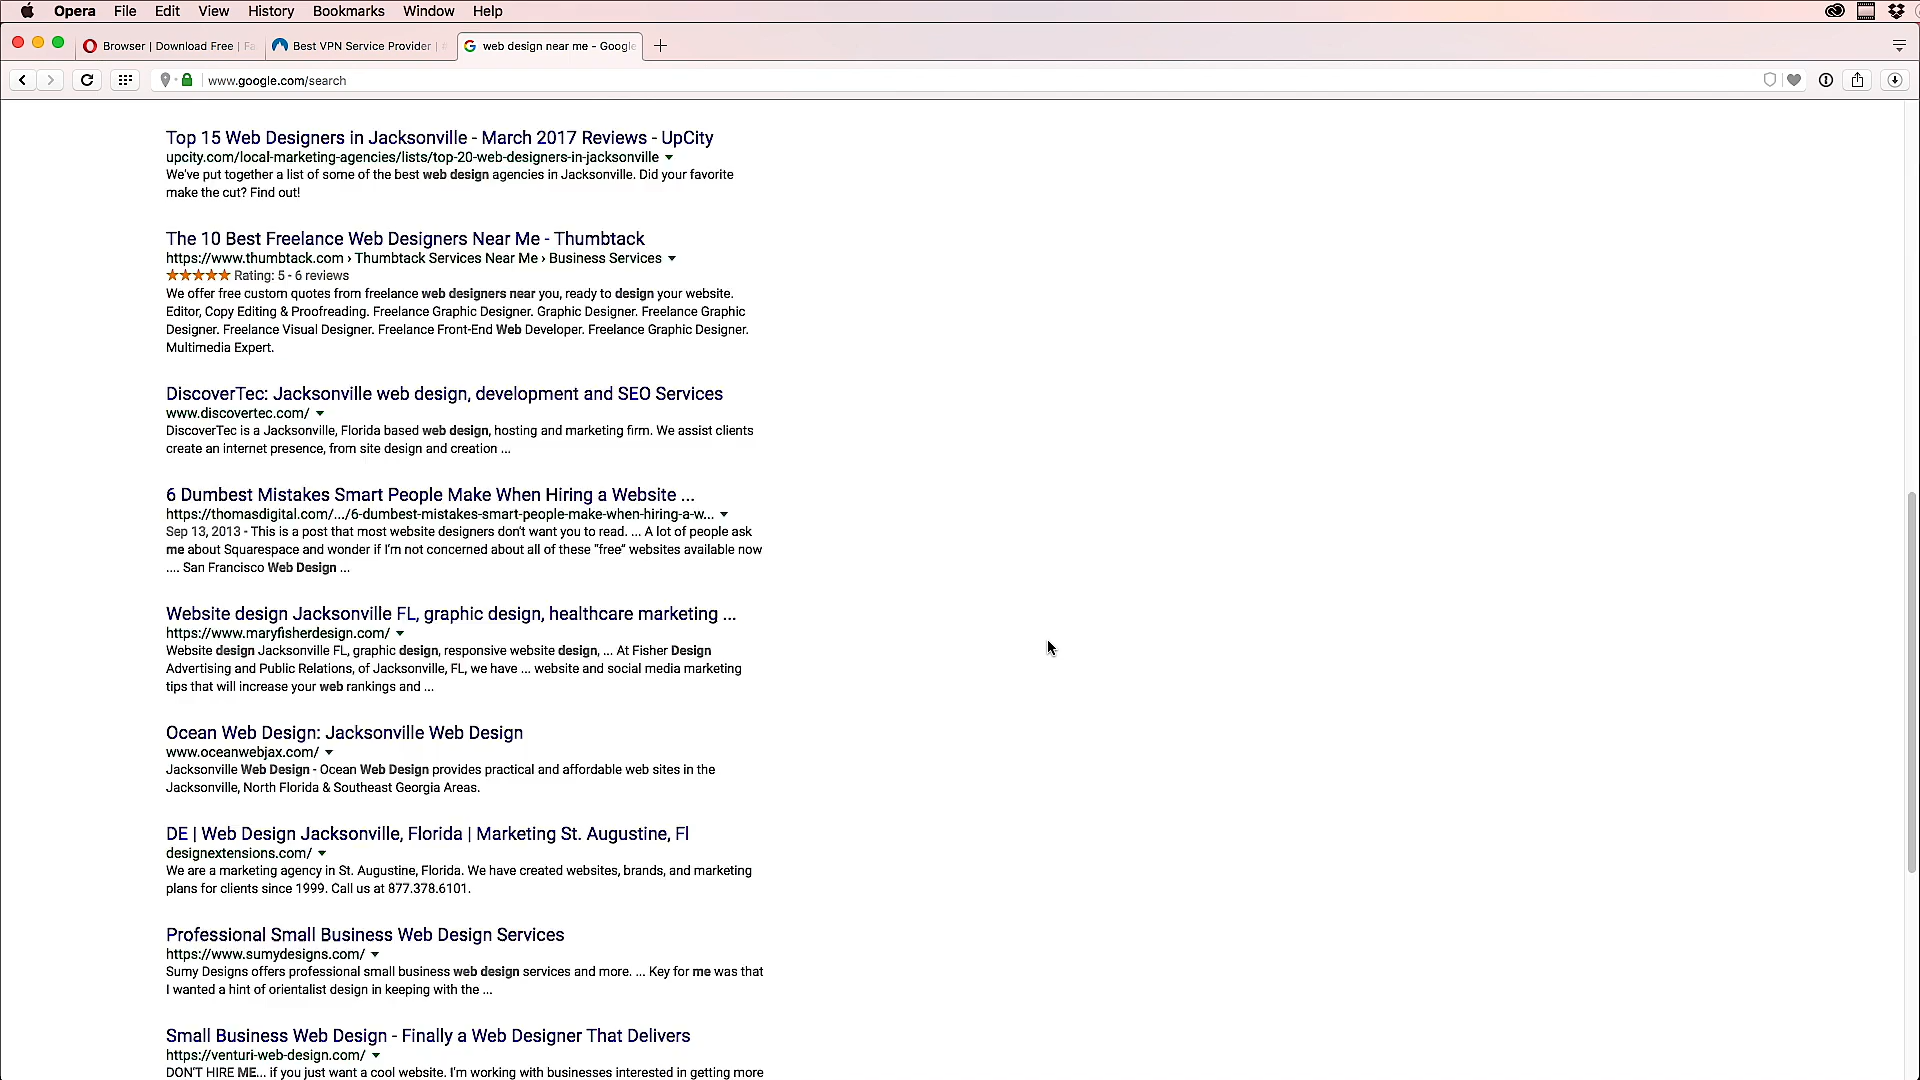 Opera File Edit View History Bookmarks Window Help
Browser | Download Free | Fa
Best VPN Service Provider |
web design near me - Google
www.google.com/search
Top 15 Web Designers in Jacksonville - March 2017 Reviews - UpCity
upcity.com/local-marketing-agencies/lists/top-20-web-designers-in-jacksonville
We've put together a list of some of the best web design agencies in Jacksonville. Did your favorite
make the cut? Find out!
The 10 Best Freelance Web Designers Near Me - Thumbtack
https://www.thumbtack.com › Thumbtack Services Near Me › Business Services
Rating: 5 - 6 reviews
We offer free custom quotes from freelance web designers near you, ready to design your website.
Editor, Copy Editing & Proofreading. Freelance Graphic Designer. Graphic Designer. Freelance Graphic
Designer. Freelance Visual Designer. Freelance Front-End Web Developer. Freelance Graphic Designer.
Multimedia Expert.
DiscoverTec: Jacksonville web design, development and SEO Services
www.discovertec.com/
DiscoverTec is a Jacksonville, Florida based web design, hosting and marketing firm. We assist clients
create an internet presence, from site design and creation ...
6 Dumbest Mistakes Smart People Make When Hiring a Website ...
https://thomasdigital.com/.../6-dumbest-mistakes-smart-people-make-when-hiring-a-w...
Sep 13, 2013 - This is a post that most website designers don't want you to read. ... A lot of people ask
me about Squarespace and wonder if I'm not concerned about all of these "free" websites available now
.... San Francisco Web Design ...
Website design Jacksonville FL, graphic design, healthcare marketing ...
https://www.maryfisherdesign.com/
Website design Jacksonville FL, graphic design, responsive website design, ... At Fisher Design
Advertising and Public Relations, of Jacksonville, FL, we have ... website and social media marketing
tips that will increase your web rankings and ...
Ocean Web Design: Jacksonville Web Design
www.oceanwebjax.com/
Jacksonville Web Design - Ocean Web Design provides practical and affordable web sites in the
Jacksonville, North Florida & Southeast Georgia Areas.
DE | Web Design Jacksonville, Florida | Marketing St. Augustine, Fl
designextensions.com/
We are a marketing agency in St. Augustine, Florida. We have created websites, brands, and marketing
plans for clients since 1999. Call us at 877.378.6101.
Professional Small Business Web Design Services
https://www.sumydesigns.com/
Sumy Designs offers professional small business web design services and more. ... Key for me was that
I wanted a hint of orientalist design in keeping with the ...
Small Business Web Design - Finally a Web Designer That Delivers
https://venturi-web-design.com/
DON'T HIRE ME... if you just want a cool website. I'm working with businesses interested in getting more